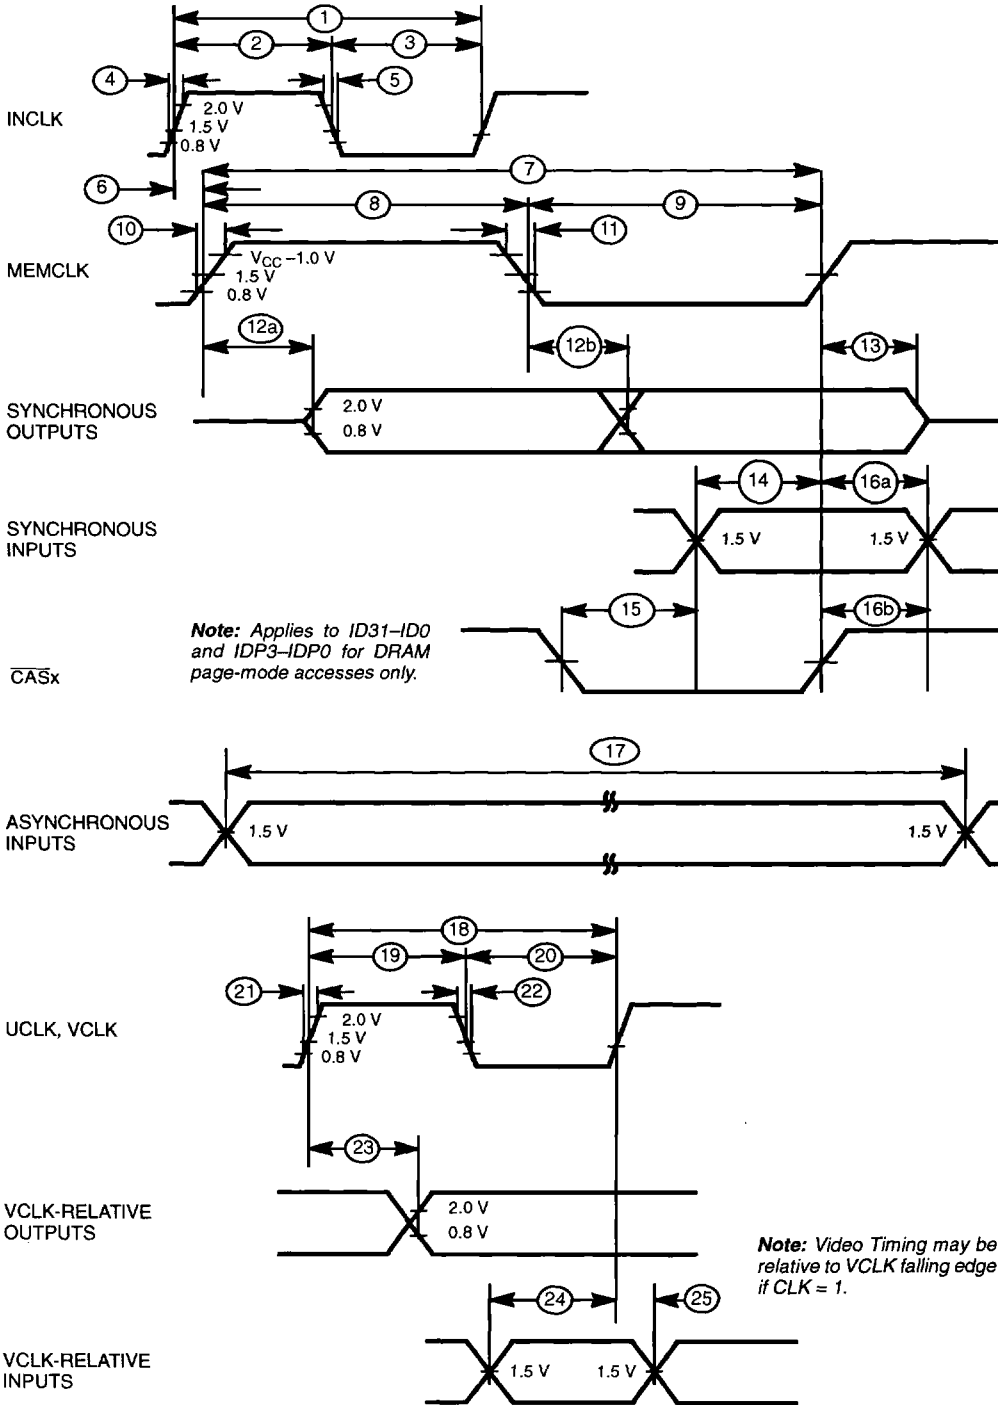 1
2
3
4
5
INCLK
2.0 V
1.5 V
0.8 V
6
7
8
9
10
11
MEMCLK
VCC –1.0 V
1.5 V
0.8 V
12a
12b
13
SYNCHRONOUS
OUTPUTS
2.0 V
0.8 V
14
16a
SYNCHRONOUS
INPUTS
1.5 V
1.5 V
15
16b
Note: Applies to ID31–ID0
and IDP3–IDP0 for DRAM
page-mode accesses only.
CASx
17
ASYNCHRONOUS
INPUTS
1.5 V
1.5 V
18
19
20
21
22
UCLK, VCLK
2.0 V
1.5 V
0.8 V
23
VCLK-RELATIVE
OUTPUTS
2.0 V
0.8 V
Note: Video Timing may be
relative to VCLK falling edge
if CLK = 1.
24
25
VCLK-RELATIVE
INPUTS
1.5 V
1.5 V